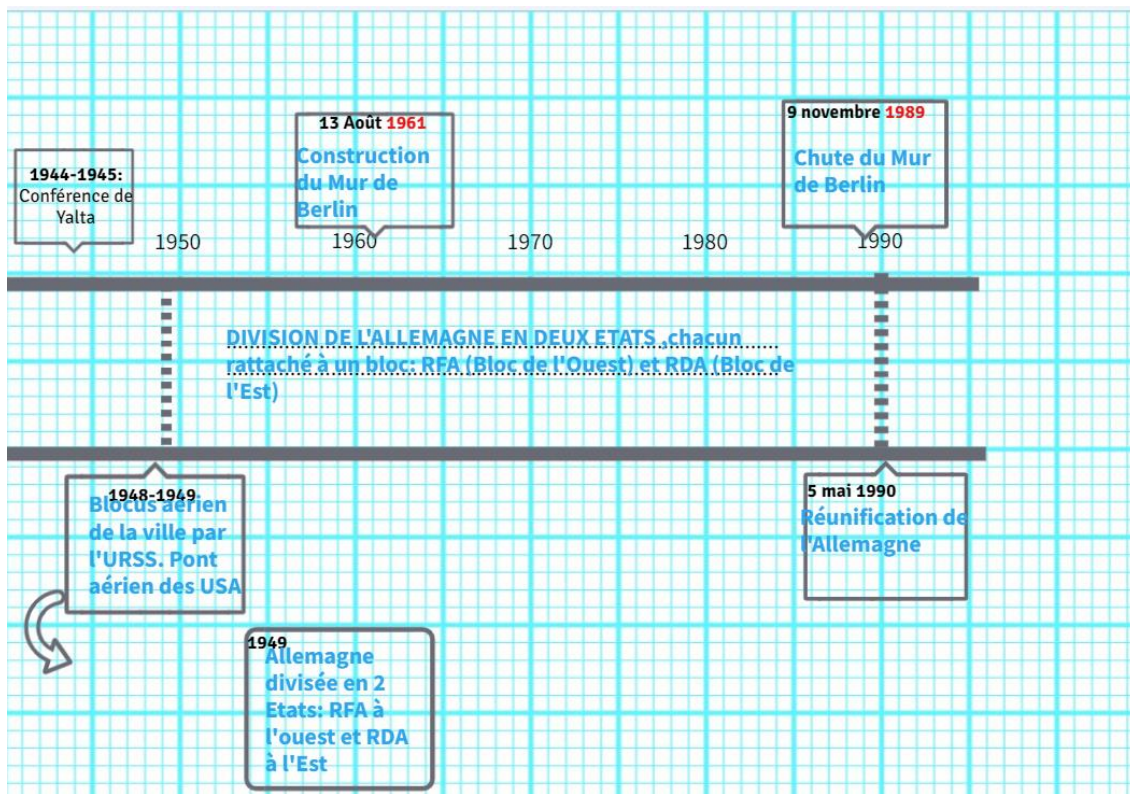 1944-1945:
Conférence de
Yalta
13 Août 1961
Construction
du Mur de
Berlin
9 novembre 1989
Chute du Mur
de Berlin
1950
1960
1970
1980
1990
DIVISION DE L'ALLEMAGNE EN DEUX ETATS ,chacun
rattaché à un bloc: RFA (Bloc de l'Ouest) et RDA (Bloc de
l'Est)
1948-1949
Blocus aérien
de la ville par
l'URSS. Pont
aérien des USA
5 mai 1990
Réunification de
l'Allemagne
1949
Allemagne
divisée en 2
Etats: RFA à
l'ouest et RDA
à l'Est